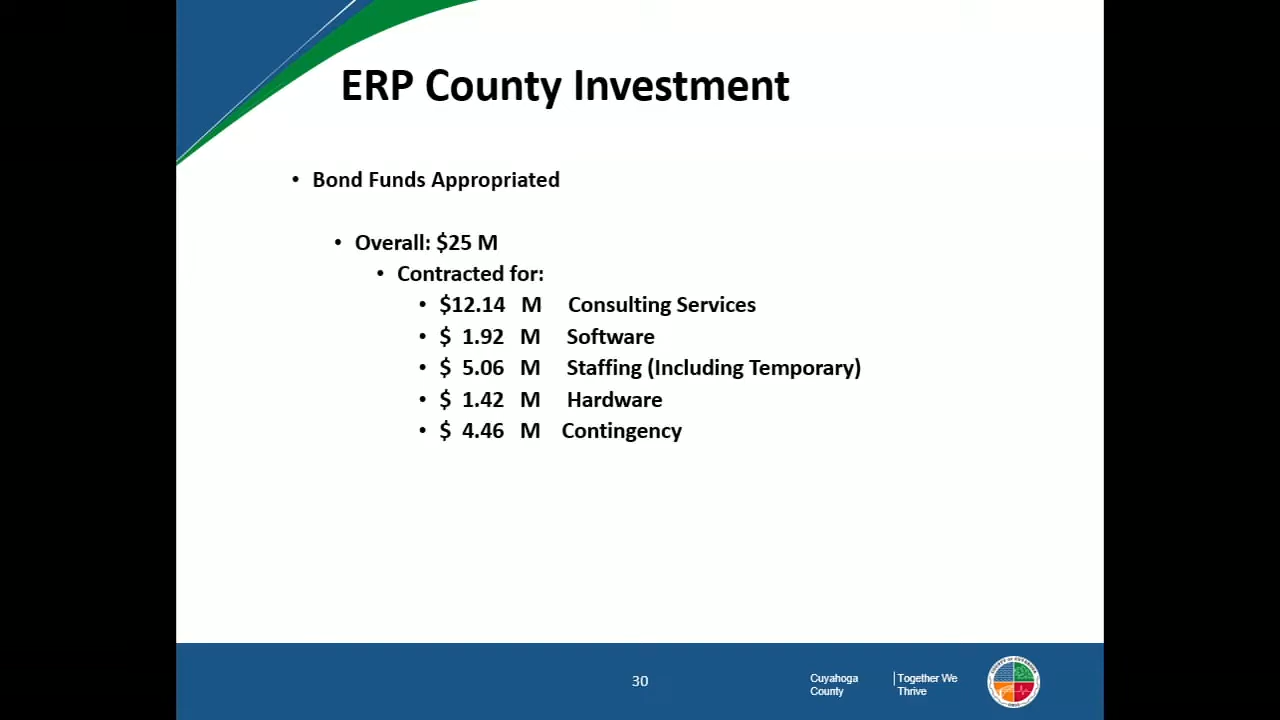 ERP County Investment
• Bond Funds Appropriated
• Overall: $25 M
• Contracted for:
• $12.14 M Consulting Services
• $ 1.92 M Software
• $ 5.06 M Staffing (Including Temporary)
• $ 1.42 M Hardware
• $ 4.46 M Contingency
30
Cuyahoga
County
Together We
Thrive